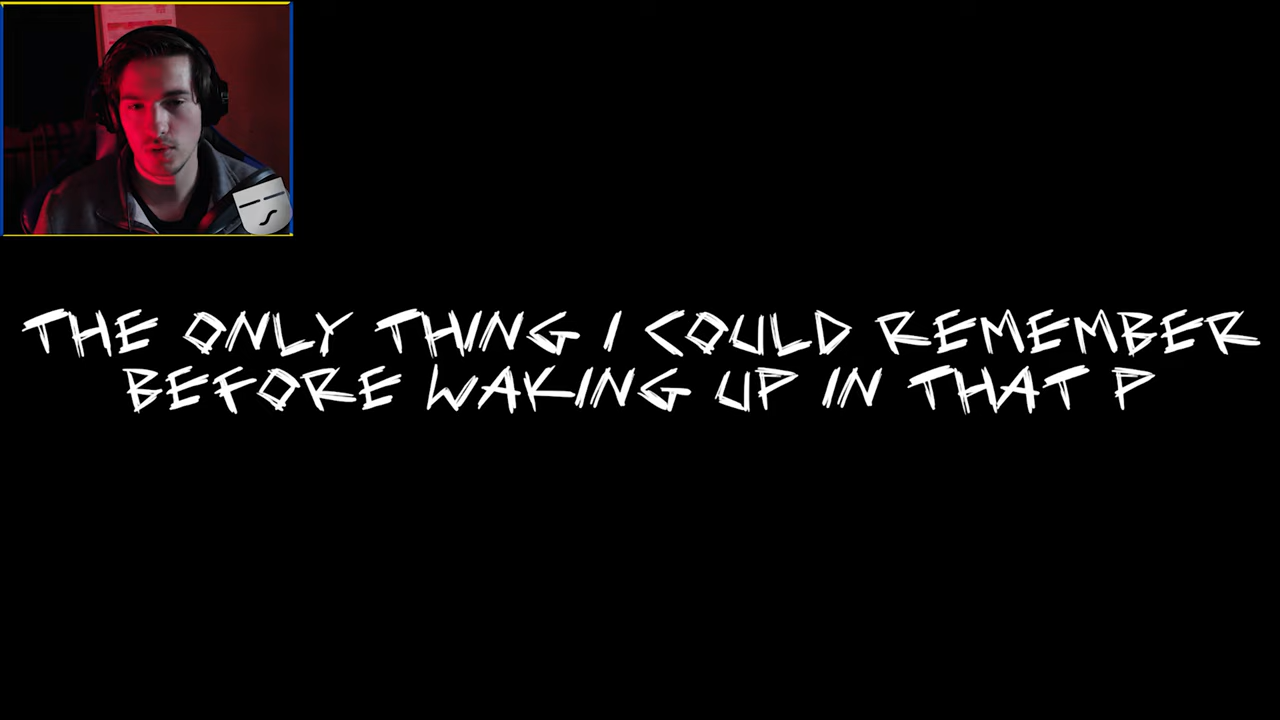 THE ONLY THING I COULD REMEMBER
BEFORE WAKING UP IN THAT P